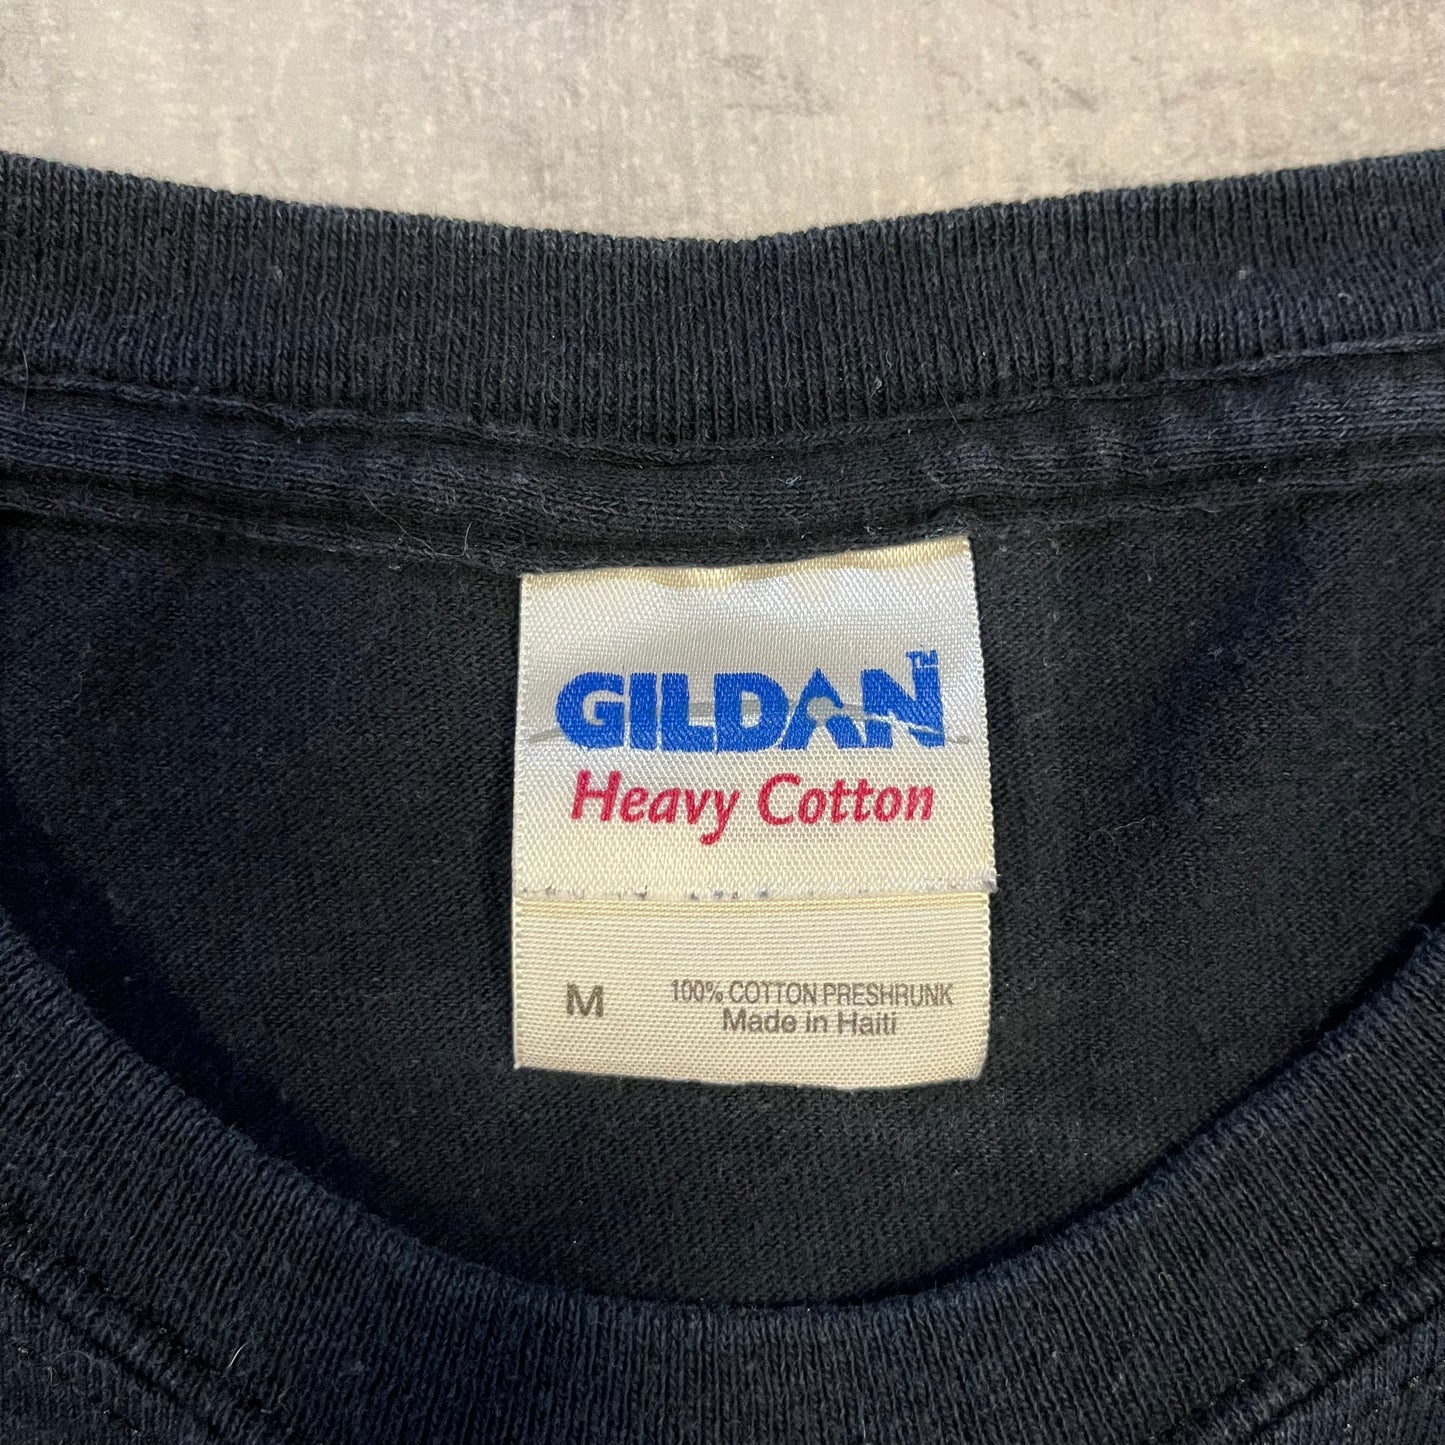 GILDAN™
Heavy Cotton
M 100% COTTON PRESHRUNK
Made in Haiti